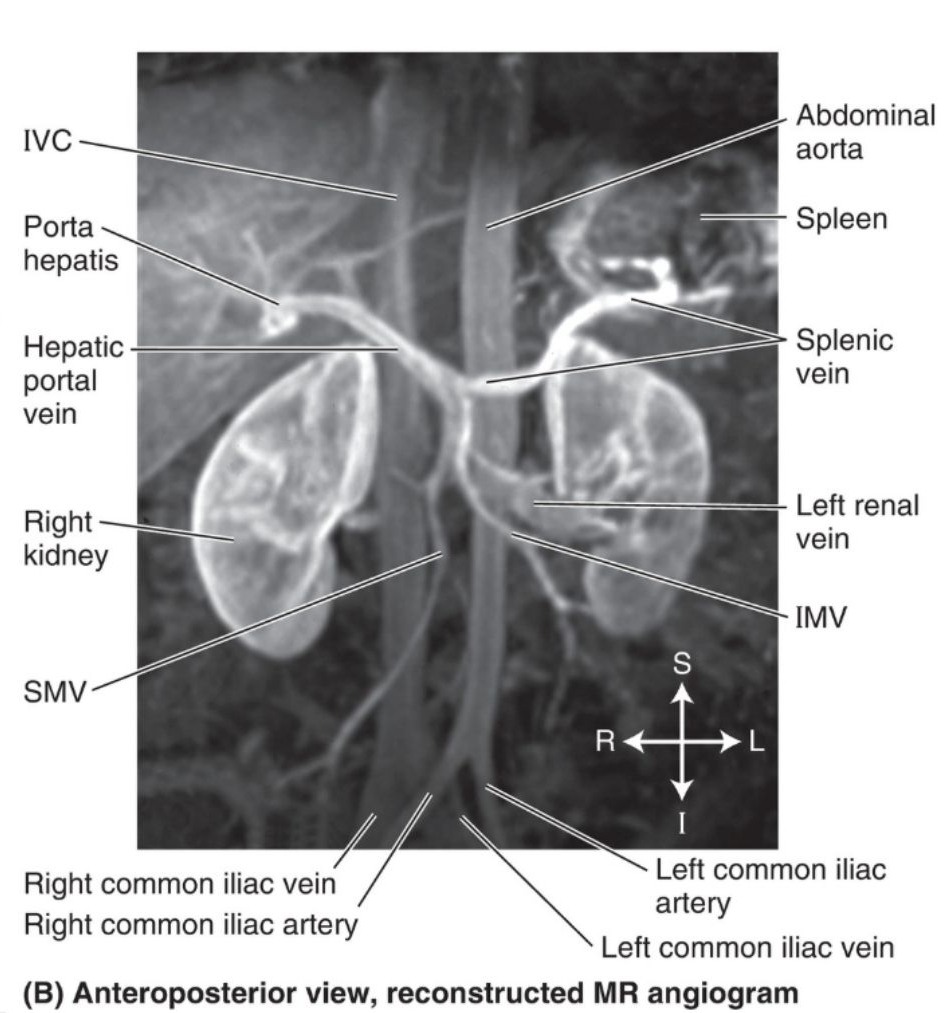 IVC
Porta
hepatis
Hepatic
portal
vein
Right
kidney
SMV
Abdominal
aorta
Spleen
Splenic
vein
Left renal
vein
IMV
S
R L
I
Right common iliac vein
Right common iliac artery
Left common iliac
artery
Left common iliac vein
(B) Anteroposterior view, reconstructed MR angiogram